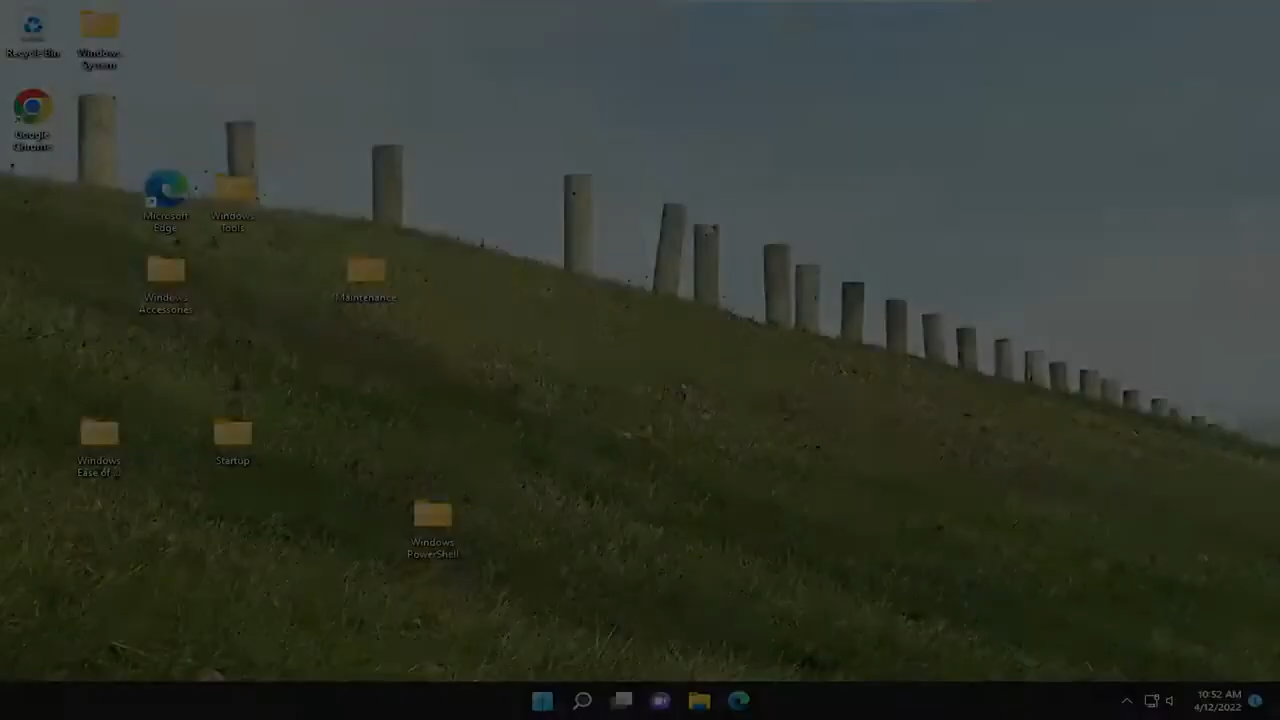 Recycle Bin
Windows
System
Google
Chrome
Microsoft
Edge
Windows
Tools
Windows
Accessories
Maintenance
Windows
Ease of ...
Startup
Windows
PowerShell
10:52 AM
4/12/2022
1